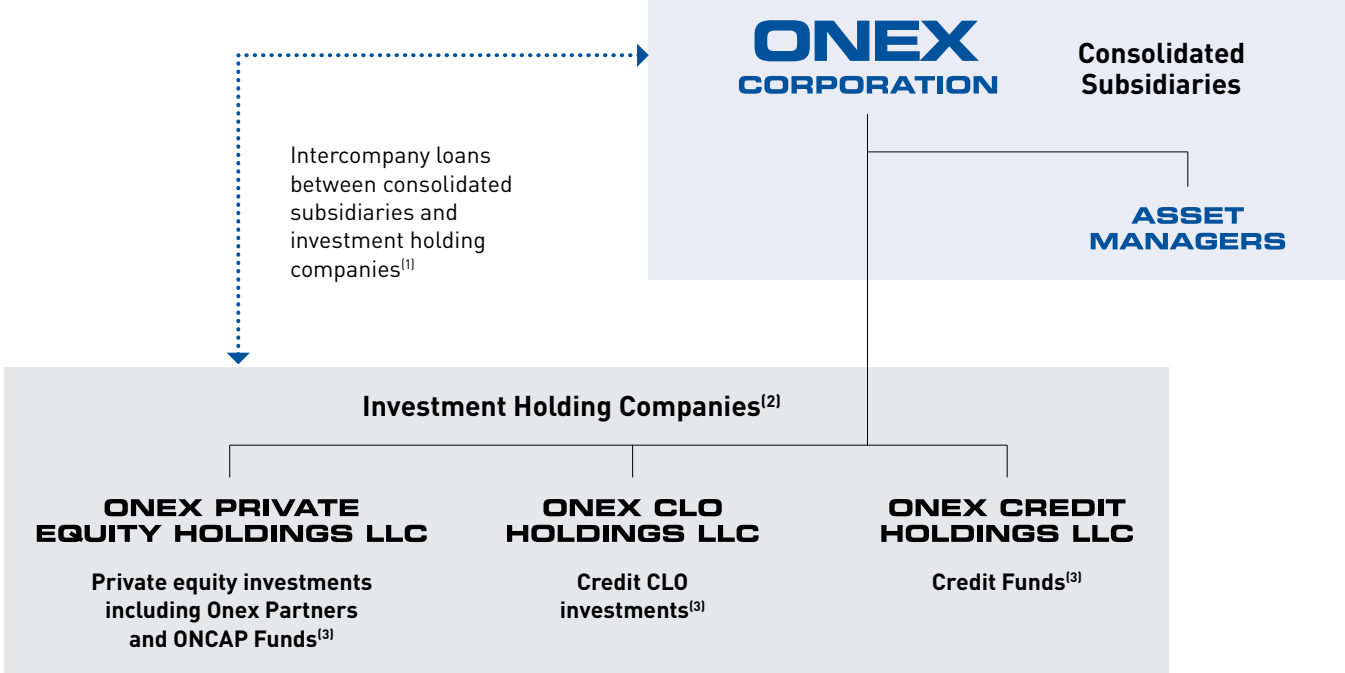 ONEX
CORPORATION
Consolidated
Subsidiaries
Intercompany loans
between consolidated
subsidiaries and
investment holding
companies(1)
ASSET
MANAGERS
Investment Holding Companies(2)
ONEX PRIVATE
EQUITY HOLDINGS LLC
Private equity investments
including Onex Partners
and ONCAP Funds(3)
ONEX CLO
HOLDINGS LLC
Credit CLO
investments(3)
ONEX CREDIT
HOLDINGS LLC
Credit Funds(3)